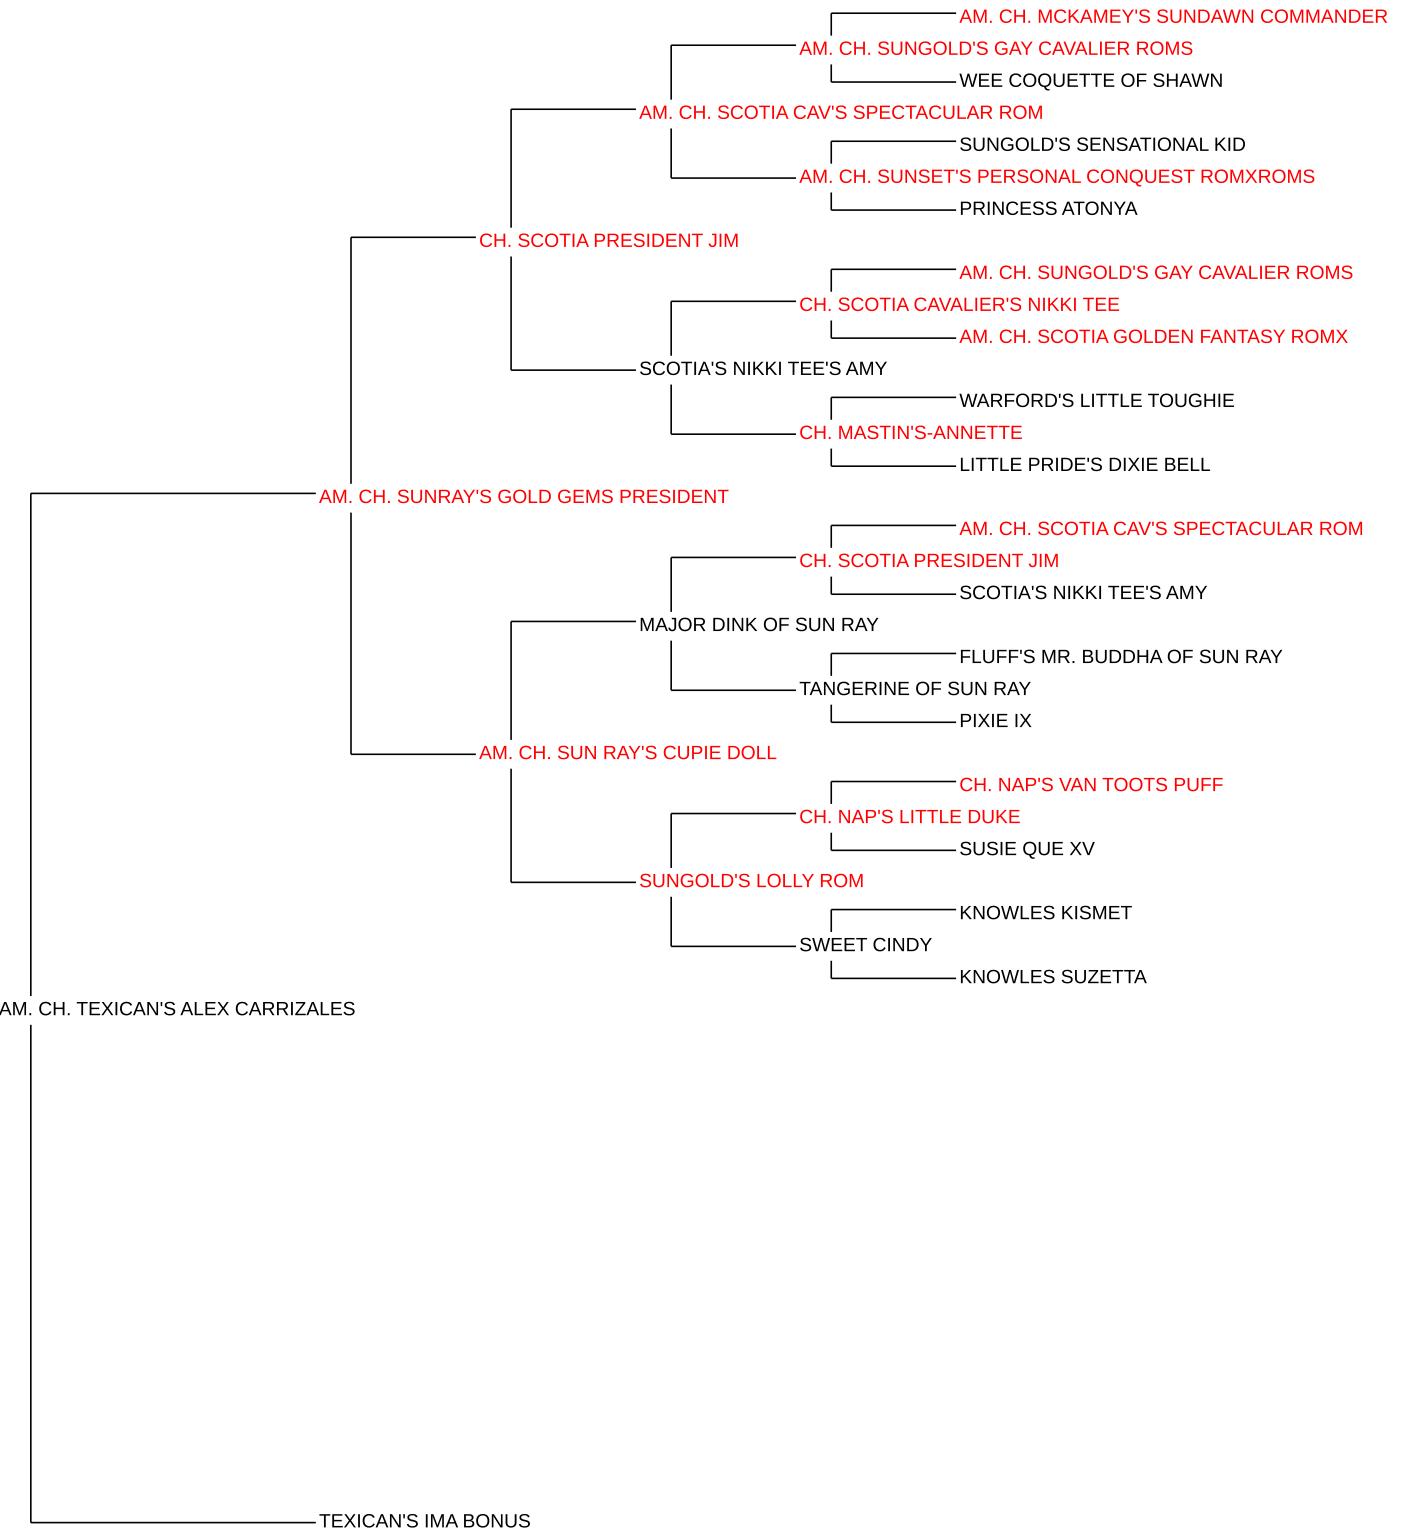 AM. CH. MCKAMEY'S SUNDAWN COMMANDER
AM. CH. SUNGOLD'S GAY CAVALIER ROMS
WEE COQUETTE OF SHAWN
AM. CH. SCOTIA CAV'S SPECTACULAR ROM
SUNGOLD'S SENSATIONAL KID
AM. CH. SUNSET'S PERSONAL CONQUEST ROMXROMS
PRINCESS ATONYA
CH. SCOTIA PRESIDENT JIM
AM. CH. SUNGOLD'S GAY CAVALIER ROMS
CH. SCOTIA CAVALIER'S NIKKI TEE
AM. CH. SCOTIA GOLDEN FANTASY ROMX
SCOTIA'S NIKKI TEE'S AMY
WARFORD'S LITTLE TOUGHIE
CH. MASTIN'S-ANNETTE
LITTLE PRIDE'S DIXIE BELL
AM. CH. SUNRAY'S GOLD GEMS PRESIDENT
AM. CH. SCOTIA CAV'S SPECTACULAR ROM
CH. SCOTIA PRESIDENT JIM
SCOTIA'S NIKKI TEE'S AMY
MAJOR DINK OF SUN RAY
FLUFF'S MR. BUDDHA OF SUN RAY
TANGERINE OF SUN RAY
PIXIE IX
AM. CH. SUN RAY'S CUPIE DOLL
CH. NAP'S VAN TOOTS PUFF
CH. NAP'S LITTLE DUKE
SUSIE QUE XV
SUNGOLD'S LOLLY ROM
KNOWLES KISMET
SWEET CINDY
KNOWLES SUZETTA
AM. CH. TEXICAN'S ALEX CARRIZALES
TEXICAN'S IMA BONUS